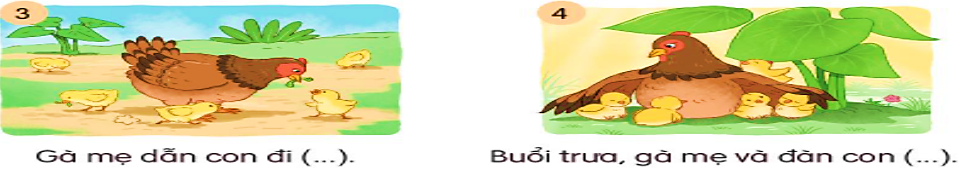 3
4
Gà mẹ dẫn con đi (...).
Buổi trưa, gà mẹ và đàn con (...).